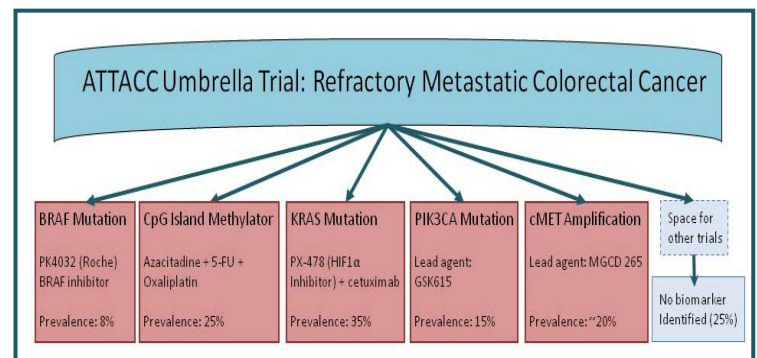 ATTACC Umbrella Trial: Refractory Metastatic Colorectal Cancer
BRAF Mutation
PK4032 (Roche)
BRAF inhibitor
Prevalence: 8%
CpG Island Methylator
Azacitadine + 5-FU +
Oxaliplatin
Prevalence: 25%
KRAS Mutation
PX-478 (HIF1α
Inhibitor) + cetuximab
Prevalence: 35%
PIK3CA Mutation
Lead agent:
GSK615
Prevalence: 15%
cMET Amplification
Lead agent: MGCD 265
Prevalence: ~20%
Space for
other trials
No biomarker
Identified (25%)